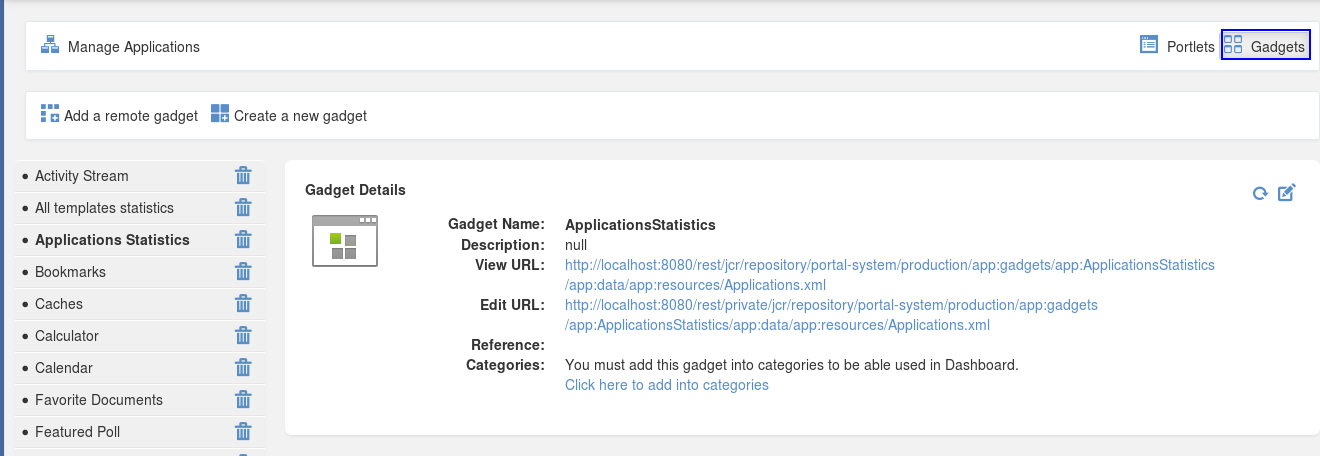 Manage Applications
Portlets
Gadgets
Add a remote gadget
Create a new gadget
Activity Stream
All templates statistics
Applications Statistics
Bookmarks
Caches
Calculator
Calendar
Favorite Documents
Featured Poll
Gadget Details
Gadget Name: ApplicationsStatistics
Description: null
View URL: http://localhost:8080/rest/jcr/repository/portal-system/production/app:gadgets/app:ApplicationsStatistics
/app:data/app:resources/Applications.xml
Edit URL: http://localhost:8080/rest/private/jcr/repository/portal-system/production/app:gadgets
/app:ApplicationsStatistics/app:data/app:resources/Applications.xml
Reference:
Categories: You must add this gadget into categories to be able used in Dashboard.
Click here to add into categories